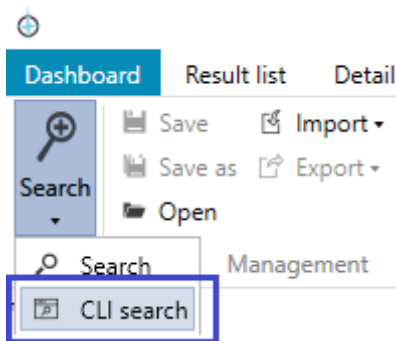 Dashboard Result list Detail
Save Import
Save as Export
Search
Open
Search Management
CLI search